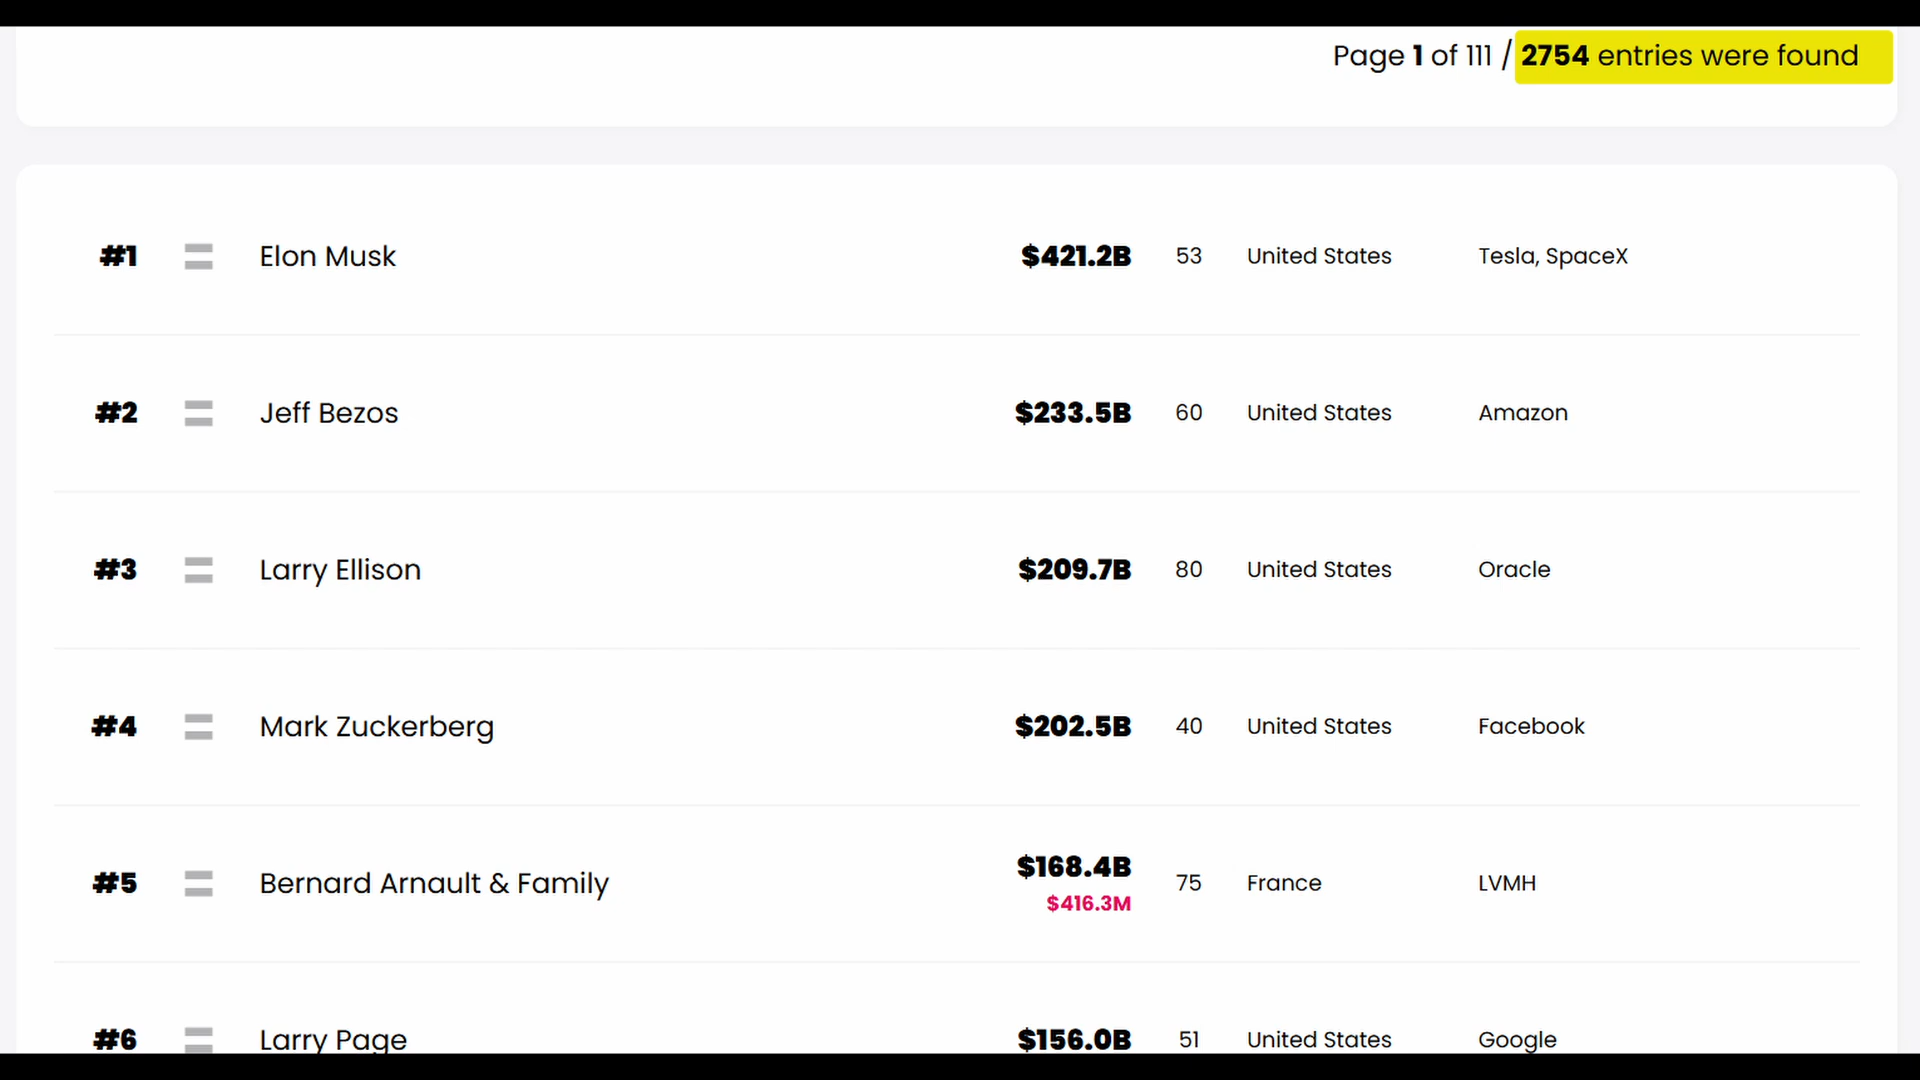 Page 1 of 111 / 2754 entries were found
#1 Elon Musk $421.2B 53 United States Tesla, SpaceX
#2 Jeff Bezos $233.5B 60 United States Amazon
#3 Larry Ellison $209.7B 80 United States Oracle
#4 Mark Zuckerberg $202.5B 40 United States Facebook
#5 Bernard Arnault & Family $168.4B 75 France LVMH
$416.3M
#6 Larry Page $156.0B 51 United States Google